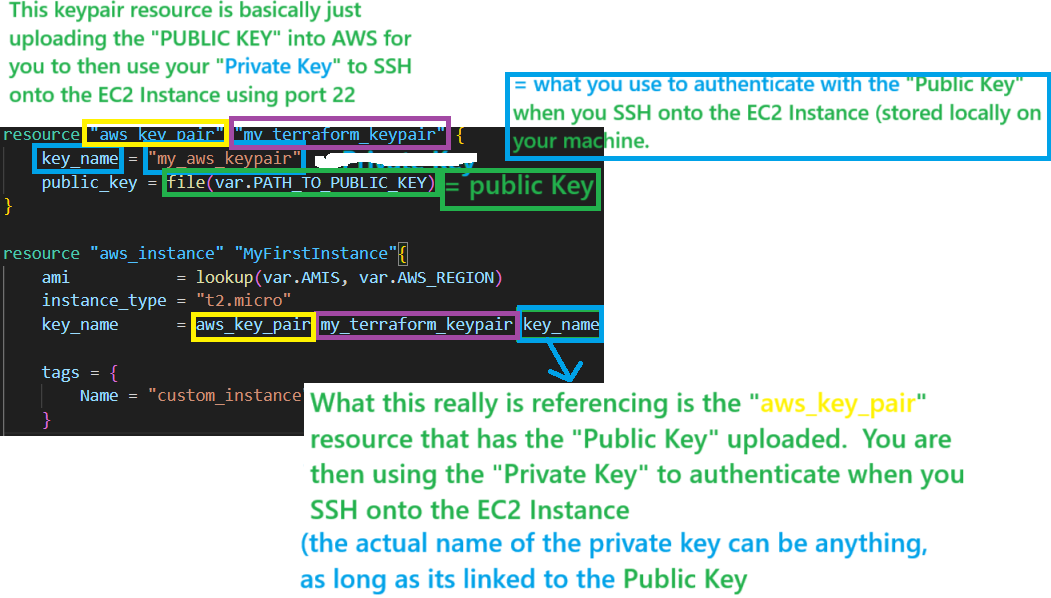 This keypair resource is basically just
uploading the "PUBLIC KEY" into AWS for
you to then use your "Private Key" to SSH
onto the EC2 Instance using port 22
= what you use to authenticate with the "Public Key"
when you SSH onto the EC2 Instance (stored locally on
your machine.
resource "aws_key_pair" "my_terraform_keypair" {
key_name = "my_aws_keypair"
public_key = file(var.PATH_TO_PUBLIC_KEY) = public Key
}
resource "aws_instance" "MyFirstInstance"{
ami = lookup(var.AMIS, var.AWS_REGION)
instance_type = "t2.micro"
key_name = aws_key_pair my_terraform_keypair key_name
tags = {
Name = "custom_instance
}
What this really is referencing is the "aws_key_pair"
resource that has the "Public Key" uploaded. You are
then using the "Private Key" to authenticate when you
SSH onto the EC2 Instance
(the actual name of the private key can be anything,
as long as its linked to the Public Key